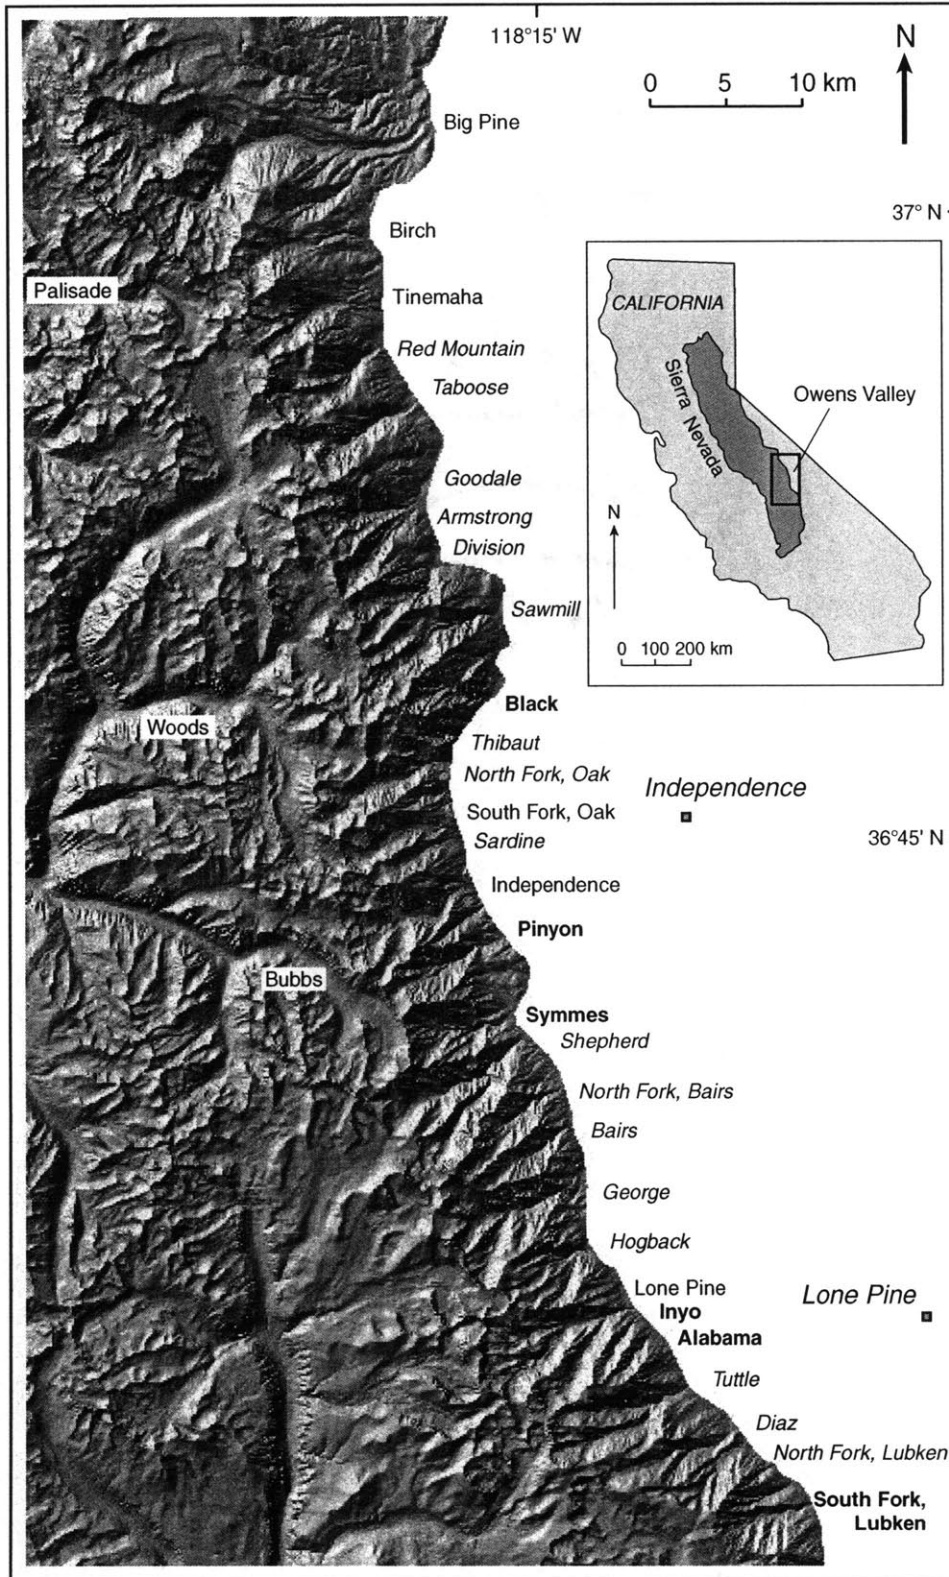 118°15' W
N
0 5 10 km
Big Pine
37° N
Birch
Palisade
Tinemaha
CALIFORNIA
Sierra Nevada
Owens Valley
N
0 100 200 km
Red Mountain
Taboose
Goodale
Armstrong
Division
Sawmill
Black
Woods
Thibaut
North Fork, Oak
Independence
South Fork, Oak
Sardine
36°45' N
Independence
Pinyon
Bubbs
Symmes
Shepherd
North Fork, Bairs
Bairs
George
Hogback
Lone Pine
Lone Pine
Inyo
Alabama
Tuttle
Diaz
North Fork, Lubken
South Fork,
Lubken